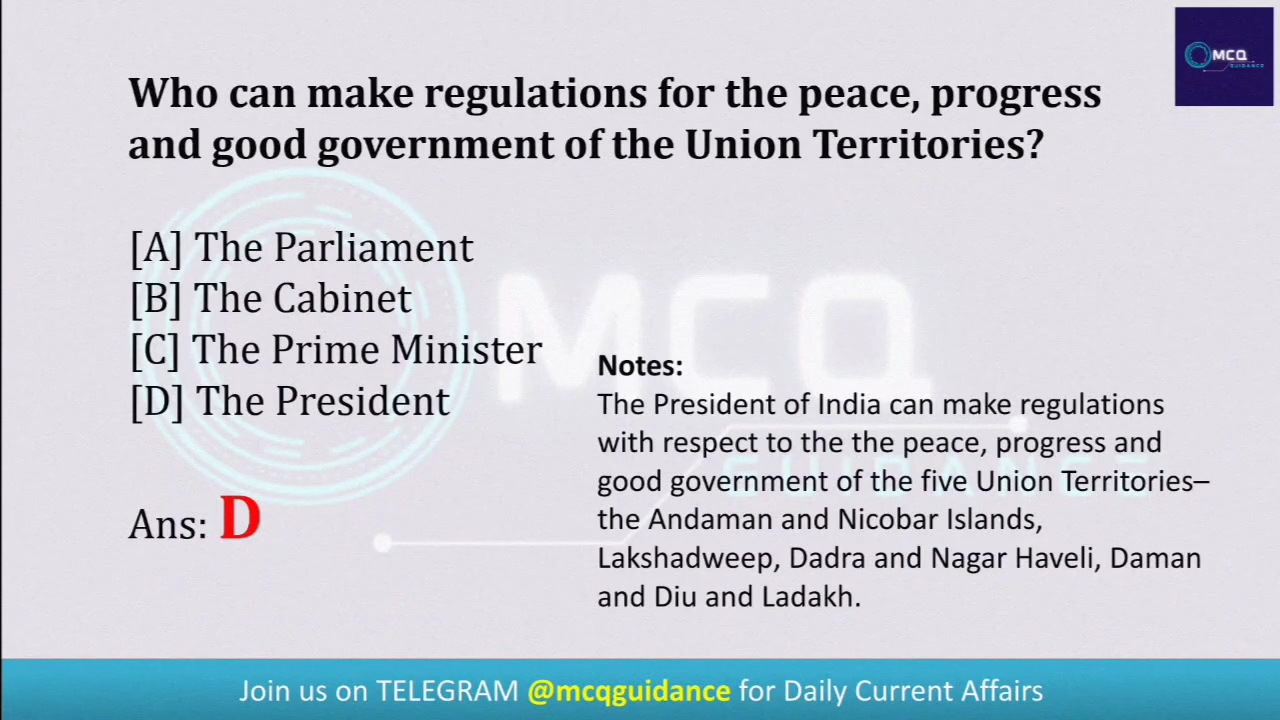 MCQ
GUIDANCE
Who can make regulations for the peace, progress
and good government of the Union Territories?
[A] The Parliament
[B] The Cabinet
[C] The Prime Minister
[D] The President
MCQ
GUIDANCE
Notes:
The President of India can make regulations
with respect to the the peace, progress and
good government of the five Union Territories–
the Andaman and Nicobar Islands,
Lakshadweep, Dadra and Nagar Haveli, Daman
and Diu and Ladakh.
Ans: D
Join us on TELEGRAM @mcqguidance for Daily Current Affairs